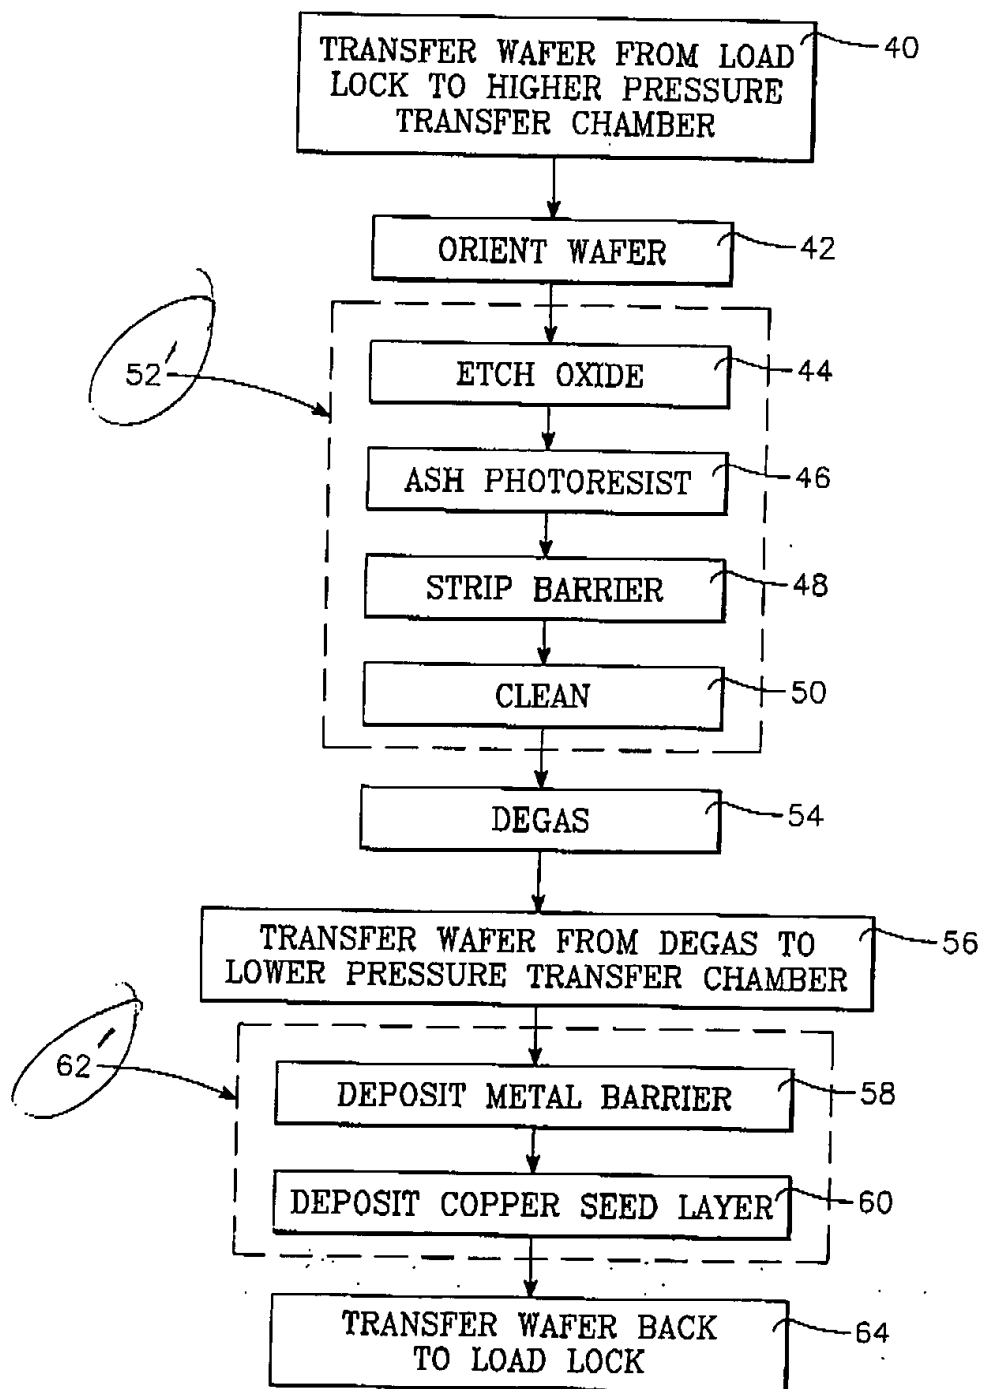 TRANSFER WAFER FROM LOAD
LOCK TO HIGHER PRESSURE
TRANSFER CHAMBER
40
ORIENT WAFER
42
52
ETCH OXIDE
44
ASH PHOTORESIST
46
STRIP BARRIER
48
CLEAN
50
DEGAS
54
TRANSFER WAFER FROM DEGAS TO
LOWER PRESSURE TRANSFER CHAMBER
56
62
DEPOSIT METAL BARRIER
58
DEPOSIT COPPER SEED LAYER
60
TRANSFER WAFER BACK
TO LOAD LOCK
64